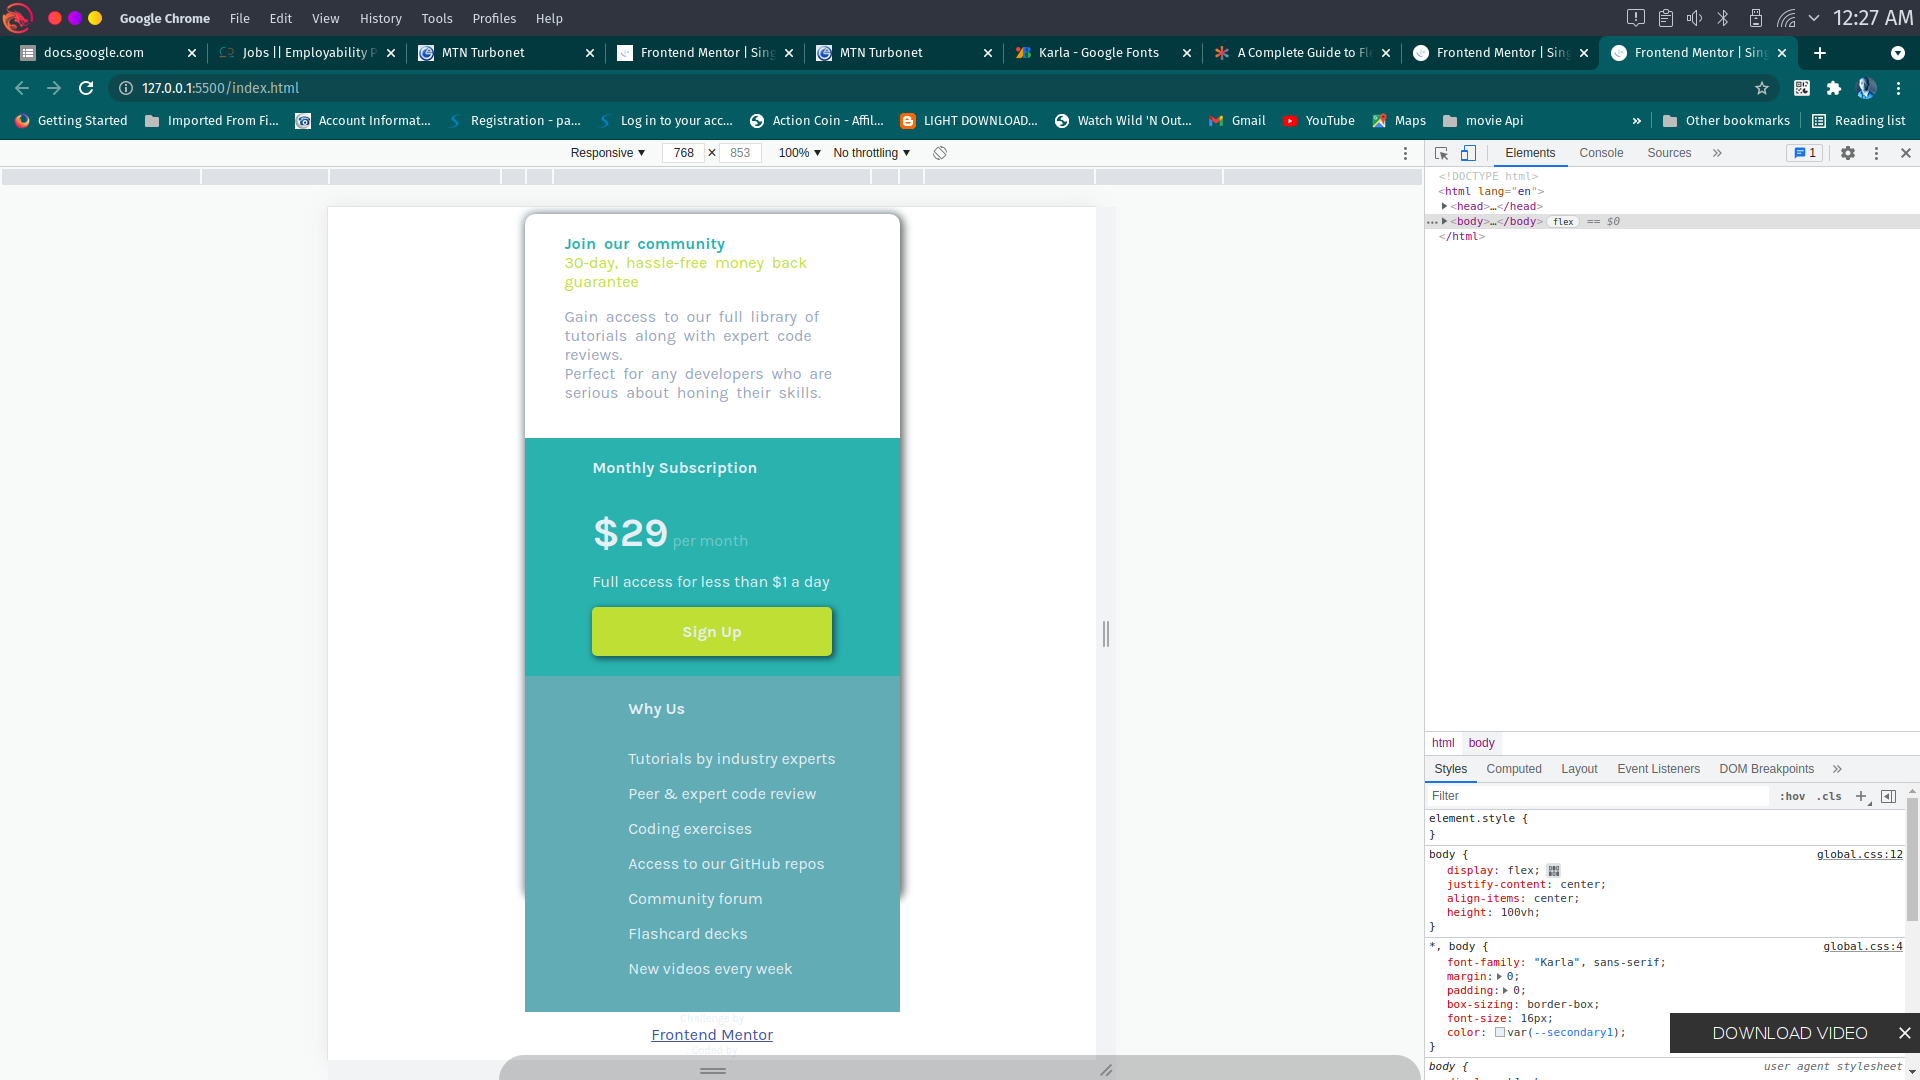 Google Chrome File Edit View History Tools Profiles Help 12:27 AM
docs.google.com Jobs || Employability P MTN Turbonet Frontend Mentor | Sing MTN Turbonet Karla - Google Fonts A Complete Guide to Fle Frontend Mentor | Sing Frontend Mentor | Sing
127.0.0.1:5500/index.html
Getting Started Imported From Fi... Account Informat... Registration - pa... Log in to your acc... Action Coin - Affil... LIGHT DOWNLOAD... Watch Wild 'N Out... Gmail YouTube Maps movie Api » Other bookmarks Reading list
Responsive 768 × 853 100% No throttling
Elements Console Sources » 1
<!DOCTYPE html>
<html lang="en">
<head>…</head>
<body>…</body> flex == $0
</html>
Join our community
30-day, hassle-free money back
guarantee
Gain access to our full library of
tutorials along with expert code
reviews.
Perfect for any developers who are
serious about honing their skills.
Monthly Subscription
$29 per month
Full access for less than $1 a day
Sign Up
Why Us
Tutorials by industry experts
Peer & expert code review
Coding exercises
Access to our GitHub repos
Community forum
Flashcard decks
New videos every week
Challenge by
Frontend Mentor
Coded by
html body
Styles Computed Layout Event Listeners DOM Breakpoints »
Filter :hov .cls +
element.style {
}
body { global.css:12
display: flex;
justify-content: center;
align-items: center;
height: 100vh;
}
*, body { global.css:4
font-family: "Karla", sans-serif;
margin: 0;
padding: 0;
box-sizing: border-box;
font-size: 16px;
color: var(--secondary1);
}
body { user agent stylesheet
DOWNLOAD VIDEO